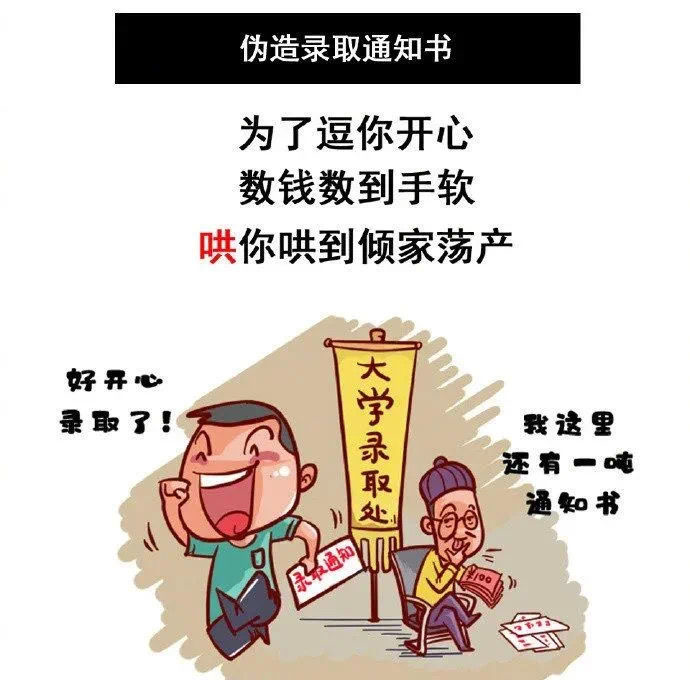 伪造录取通知书
为了逗你开心
数钱数到手软
哄你哄到倾家荡产
好开心
录取了!
大学录取处
我这里
还有一吨
通知书
录取通知
¥100